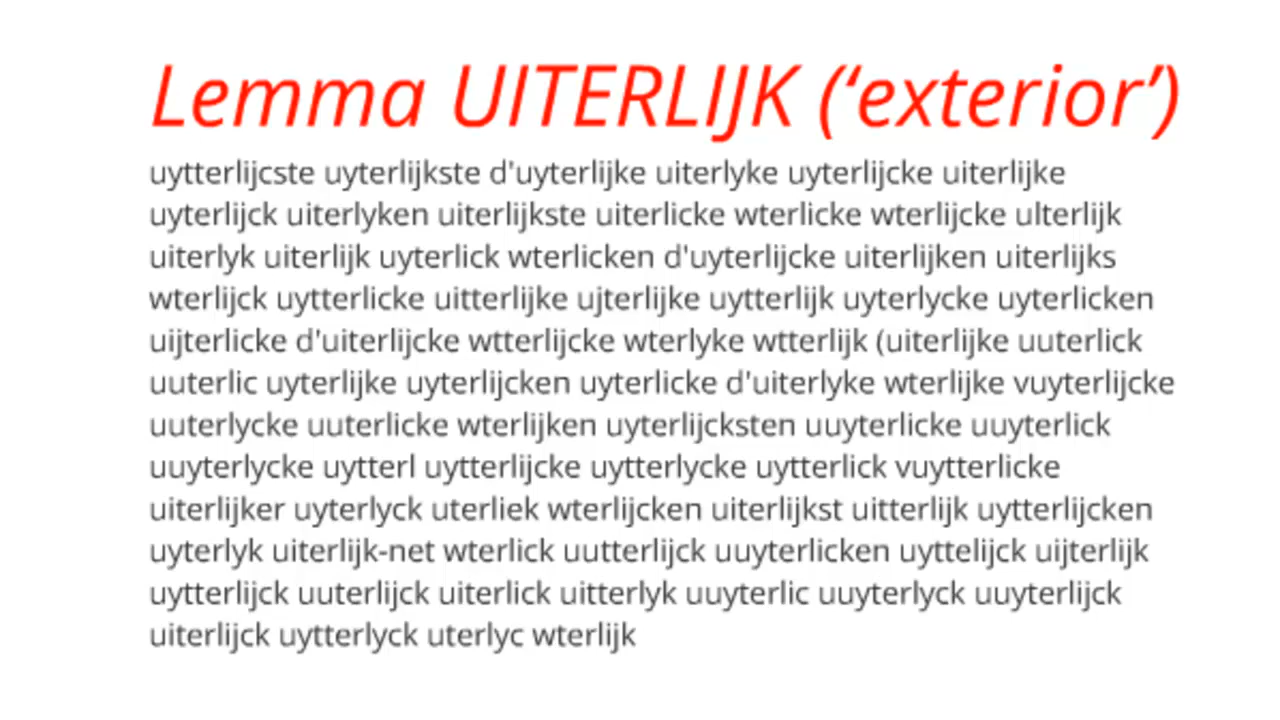 Lemma UITERLIJK (‘exterior’)
uytterlijcste uyterlijkste d'uyterlijke uiterlyke uyterlijcke uiterlijke
uyterlijck uiterlyken uiterlijkste uiterlicke wterlicke wterlijcke ulterlijk
uiterlyk uiterlijk uyterlick wterlicken d'uyterlijcke uiterlijken uiterlijks
wterlijck uytterlicke uitterlijke ujterlijke uytterlijk uyterlycke uyterlicken
uijterlicke d'uiterlijcke wtterlijcke wterlyke wtterlijk (uiterlijke uuterlick
uuterlic uyterlijke uyterlijcken uyterlicke d'uiterlyke wterlijke vuyterlijcke
uuterlycke uuterlicke wterlijken uyterlijcksten uuyterlicke uuyterlick
uuyterlycke uytterl uytterlijcke uytterlycke uytterlick vuytterlicke
uiterlijker uyterlyck uterliek wterlijcken uiterlijkst uitterlijk uytterlijcken
uyterlyk uiterlijk-net wterlick uutterlijck uuyterlicken uyttelijck uijterlijk
uytterlijck uuterlijck uiterlick uitterlyk uuyterlic uuyterlyck uuyterlijck
uiterlijck uytterlyck uterlyc wterlijk